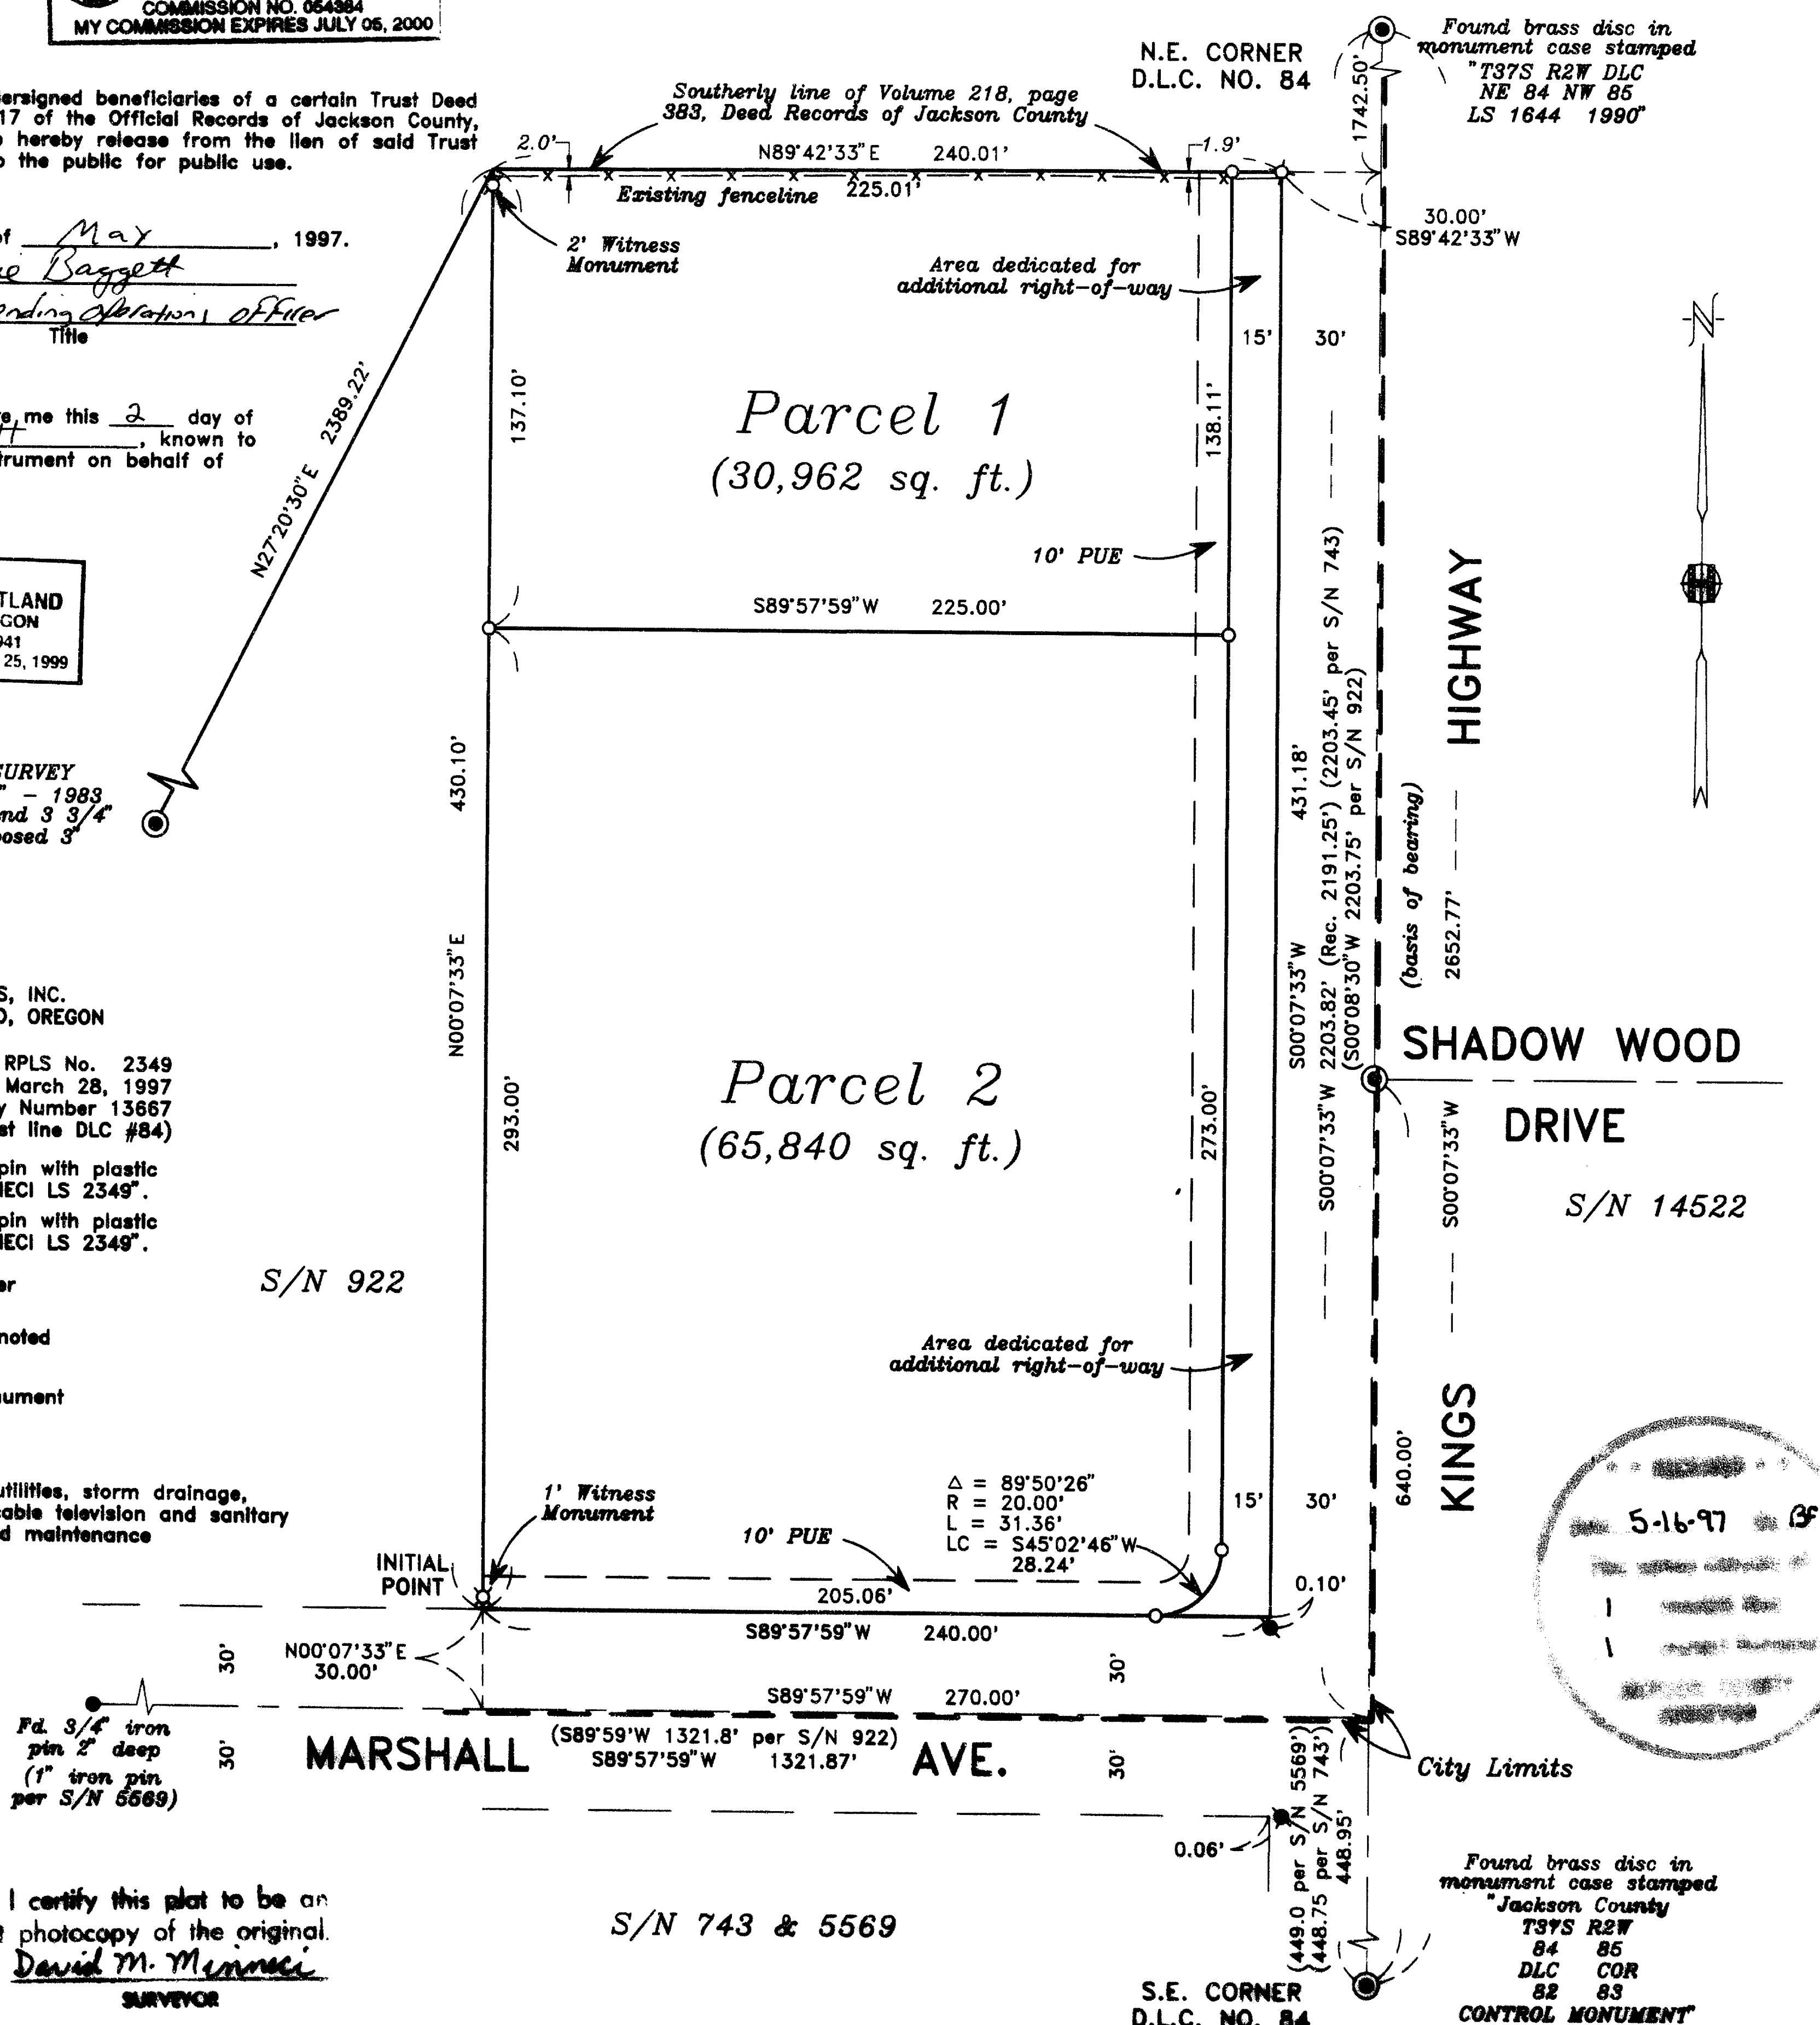 COMMISSION NO. 054384
MY COMMISSION EXPIRES JULY 05, 2000
ersigned beneficiaries of a certain Trust Deed
17 of the Official Records of Jackson County,
hereby release from the lien of said Trust
o the public for public use.
of May, 1997.
Baggett
ending operations officer
Title
e me this 2 day of
, known to
trument on behalf of
TLAND
GON
941
25, 1999
SURVEY
" – 1983
and 3 3/4"
posed 3"
S, INC.
D, OREGON
RPLS No. 2349
March 28, 1997
y Number 13667
st line DLC #84)
pin with plastic
NECI LS 2349".
pin with plastic
NECI LS 2349".
er
noted
nument
utilities, storm drainage,
cable television and sanitary
d maintenance
N.E. CORNER
D.L.C. NO. 84
Found brass disc in
monument case stamped
"T37S R2W DLC
NE 84 NW 85
LS 1644 1990"
1742.50'
Southerly line of Volume 218, page
383, Deed Records of Jackson County
2.0'
N89°42'33"E 240.01'
1.9'
Existing fenceline
225.01'
30.00'
S89°42'33"W
2' Witness
Monument
Area dedicated for
additional right-of-way
15'
30'
N
N27°20'30"E 2389.22'
137.10'
Parcel 1
(30,962 sq. ft.)
138.11'
10' PUE
S89°57'59"W 225.00'
430.10'
N00°07'33"E
293.00'
Parcel 2
(65,840 sq. ft.)
273.00'
431.18'
S00°07'33"W
S00°07'33"W 2203.82' (Rec. 2191.25') (2203.45' per S/N 743)
(S00°08'30"W 2203.75' per S/N 922)
(basis of bearing)
2652.77'
S00°07'33"W
KINGS HIGHWAY
SHADOW WOOD
DRIVE
S/N 14522
S/N 922
Area dedicated for
additional right-of-way
1' Witness
Monument
10' PUE
Δ = 89°50'26"
R = 20.00'
L = 31.36'
LC = S45°02'46"W
28.24'
15'
30'
640.00'
5-16-97
BF
INITIAL
POINT
205.06'
0.10'
S89°57'59"W 240.00'
N00°07'33"E
30.00'
30'
30'
S89°57'59"W 270.00'
Fd. 3/4" iron
pin 2" deep
(1" iron pin
per S/N 5569)
30'
MARSHALL AVE.
(S89°59'W 1321.8' per S/N 922)
S89°57'59"W 1321.87'
30'
City Limits
0.06'
(449.0 per S/N 5569')
(448.75 per S/N 743')
448.95'
I certify this plat to be an
photocopy of the original.
David M. Minneci
SURVEYOR
S/N 743 & 5569
S.E. CORNER
D.L.C. NO. 84
Found brass disc in
monument case stamped
"Jackson County
T37S R2W
84 85
DLC COR
82 83
CONTROL MONUMENT"